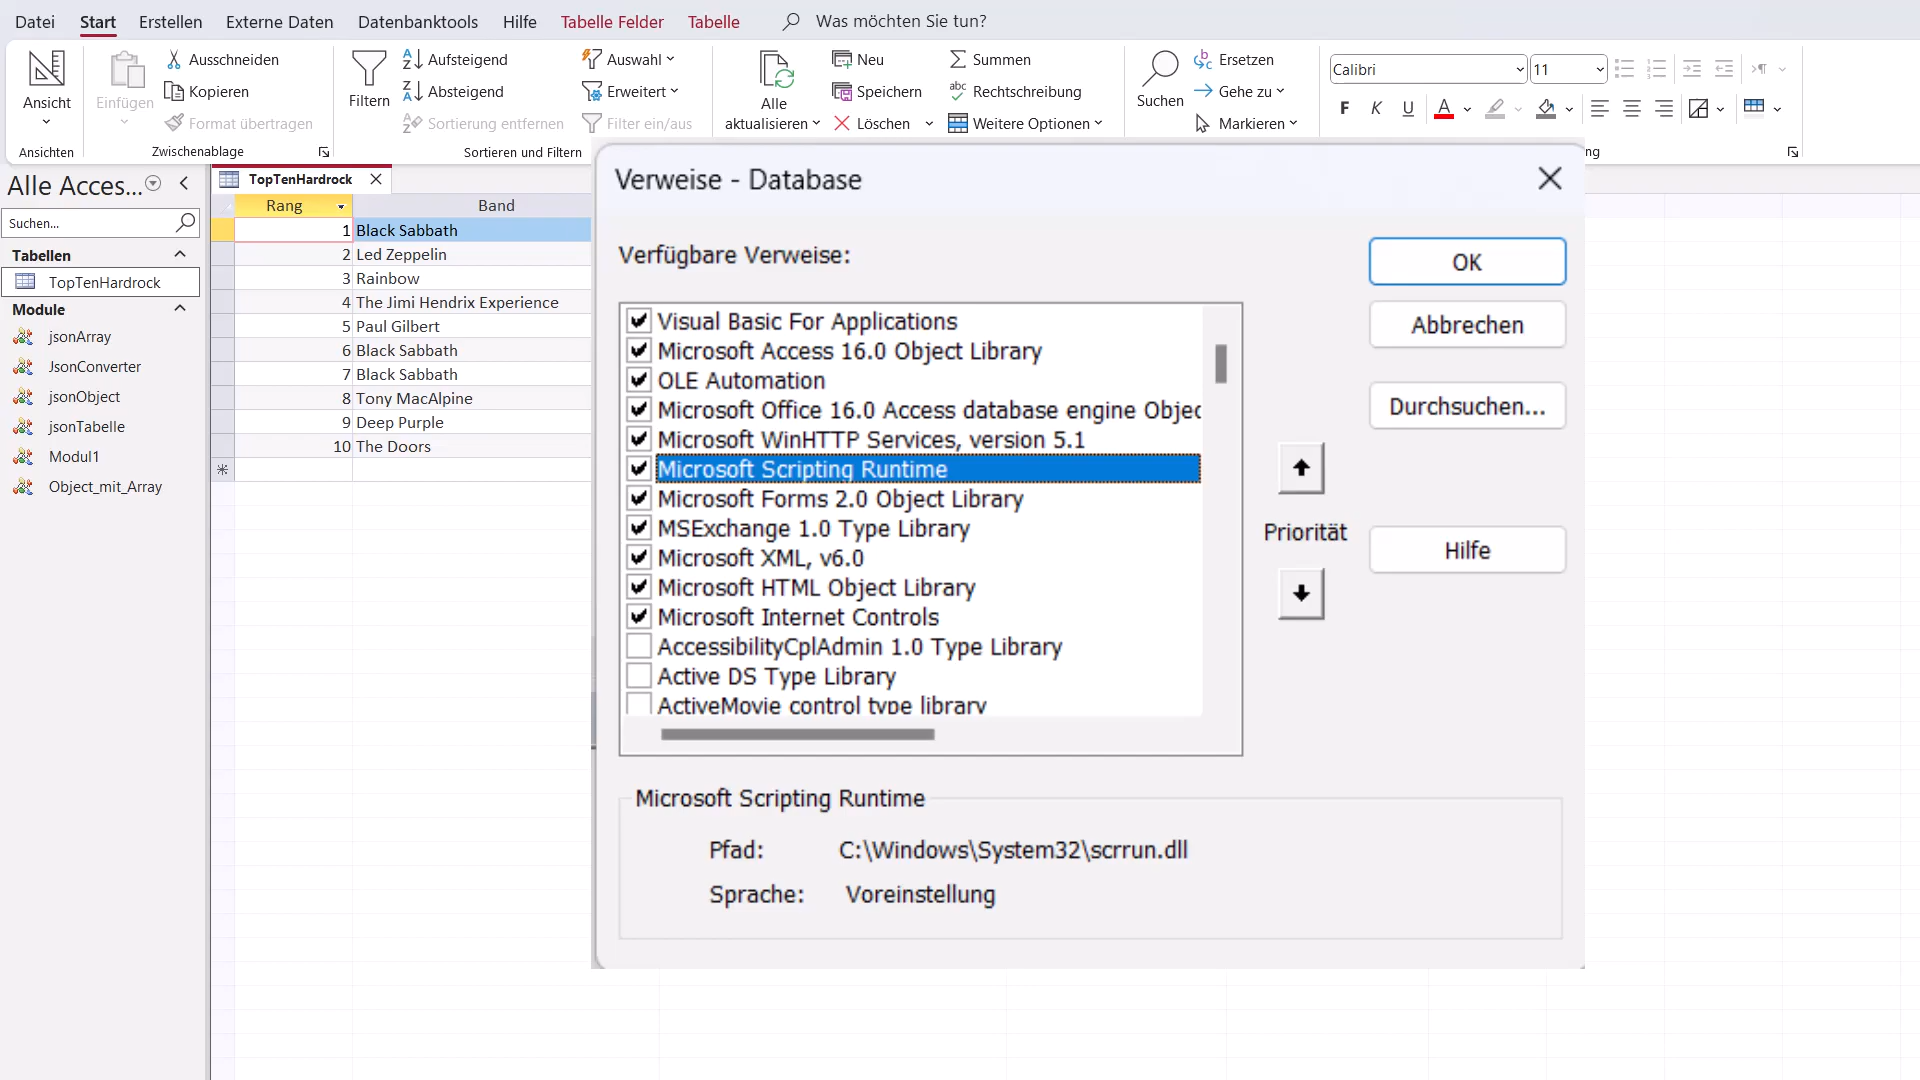 Datei Start Erstellen Externe Daten Datenbanktools Hilfe Tabelle Felder Tabelle Was möchten Sie tun?
Ansicht
Ansichten
Einfügen
Ausschneiden
Kopieren
Format übertragen
Zwischenablage
Filtern
Aufsteigend
Absteigend
Sortierung entfernen
Auswahl
Erweitert
Filter ein/aus
Sortieren und Filtern
Alle
aktualisieren
Neu
Speichern
Löschen
Summen
Rechtschreibung
Weitere Optionen
Suchen
Ersetzen
Gehe zu
Markieren
Calibri 11
F K U A
ng
Alle Acces...
Suchen...
Tabellen
TopTenHardrock
Module
jsonArray
JsonConverter
jsonObject
jsonTabelle
Modul1
Object_mit_Array
TopTenHardrock
Rang Band
1 Black Sabbath
2 Led Zeppelin
3 Rainbow
4 The Jimi Hendrix Experience
5 Paul Gilbert
6 Black Sabbath
7 Black Sabbath
8 Tony MacAlpine
9 Deep Purple
10 The Doors
Verweise - Database
Verfügbare Verweise:
Visual Basic For Applications
Microsoft Access 16.0 Object Library
OLE Automation
Microsoft Office 16.0 Access database engine Objec
Microsoft WinHTTP Services, version 5.1
Microsoft Scripting Runtime
Microsoft Forms 2.0 Object Library
MSExchange 1.0 Type Library
Microsoft XML, v6.0
Microsoft HTML Object Library
Microsoft Internet Controls
AccessibilityCplAdmin 1.0 Type Library
Active DS Type Library
ActiveMovie control type library
Priorität
OK
Abbrechen
Durchsuchen...
Hilfe
Microsoft Scripting Runtime
Pfad: C:\Windows\System32\scrrun.dll
Sprache: Voreinstellung